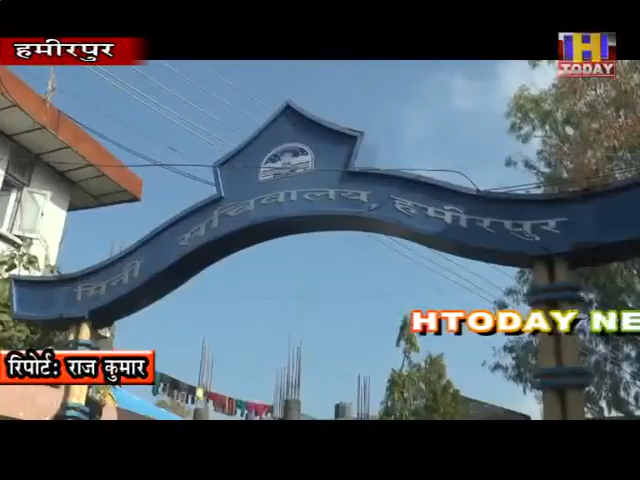 हमीरपुर
H
TODAY
मिनी सचिवालय, हमीरपुर
HTODAY NE
रिपोर्ट: राज कुमार